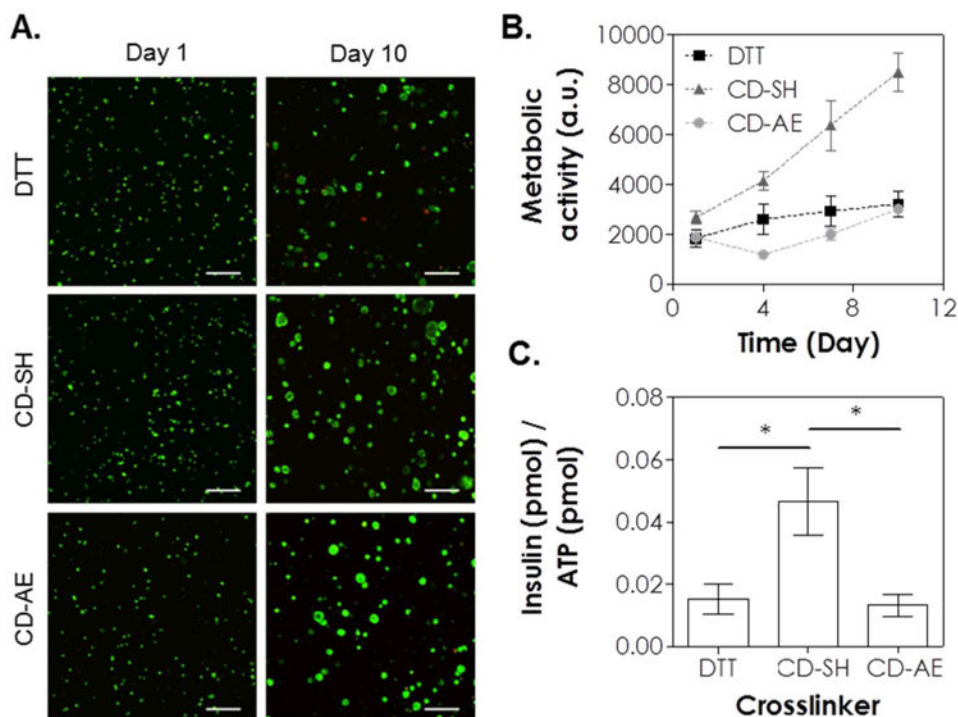 A.
Day 1
Day 10
DTT
CD-SH
CD-AE
B.
Metabolic
activity (a.u.)
10000
8000
6000
4000
2000
0
DTT
CD-SH
CD-AE
0
4
8
12
Time (Day)
C.
Insulin (pmol) /
ATP (pmol)
0.08
0.06
0.04
0.02
0.00
*
*
DTT
CD-SH
CD-AE
Crosslinker